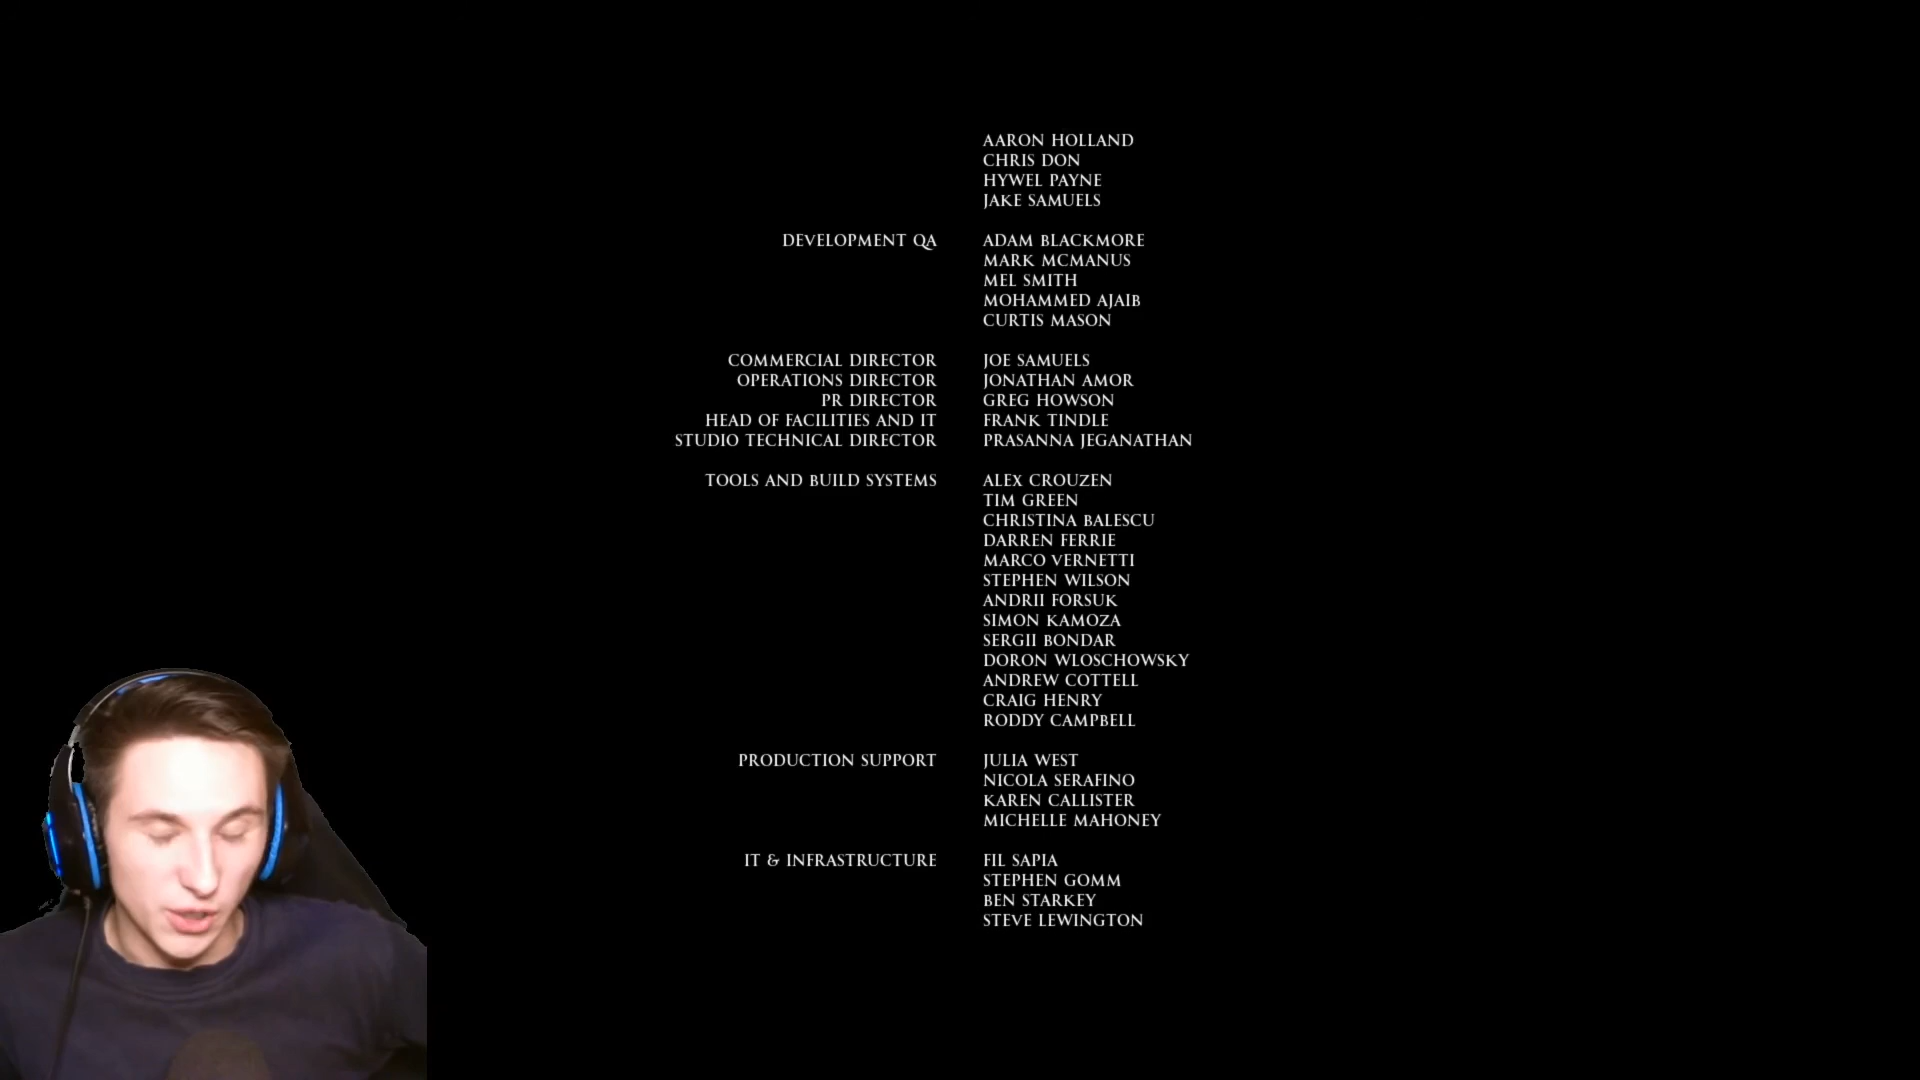 AARON HOLLAND
CHRIS DON
HYWEL PAYNE
JAKE SAMUELS
DEVELOPMENT QA ADAM BLACKMORE
MARK MCMANUS
MEL SMITH
MOHAMMED AJAIB
CURTIS MASON
COMMERCIAL DIRECTOR JOE SAMUELS
OPERATIONS DIRECTOR JONATHAN AMOR
PR DIRECTOR GREG HOWSON
HEAD OF FACILITIES AND IT FRANK TINDLE
STUDIO TECHNICAL DIRECTOR PRASANNA JEGANATHAN
TOOLS AND BUILD SYSTEMS ALEX CROUZEN
TIM GREEN
CHRISTINA BALESCU
DARREN FERRIE
MARCO VERNETTI
STEPHEN WILSON
ANDRII FORSUK
SIMON KAMOZA
SERGII BONDAR
DORON WLOSCHOWSKY
ANDREW COTTELL
CRAIG HENRY
RODDY CAMPBELL
PRODUCTION SUPPORT JULIA WEST
NICOLA SERAFINO
KAREN CALLISTER
MICHELLE MAHONEY
IT & INFRASTRUCTURE FIL SAPIA
STEPHEN GOMM
BEN STARKEY
STEVE LEWINGTON